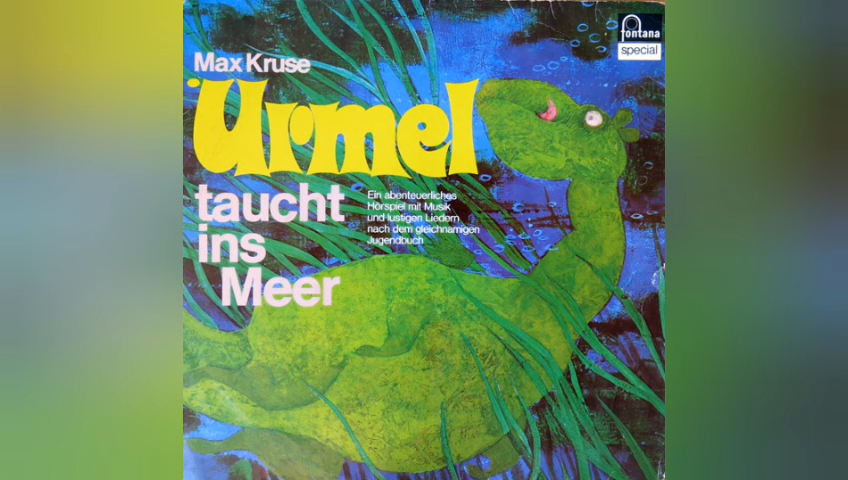 Max Kruse
Urmel
taucht
ins
Meer
Ein abenteuerliches
Hörspiel mit Musik
und lustigen Liedern
nach dem gleichnamigen
Jugendbuch
fontana
special